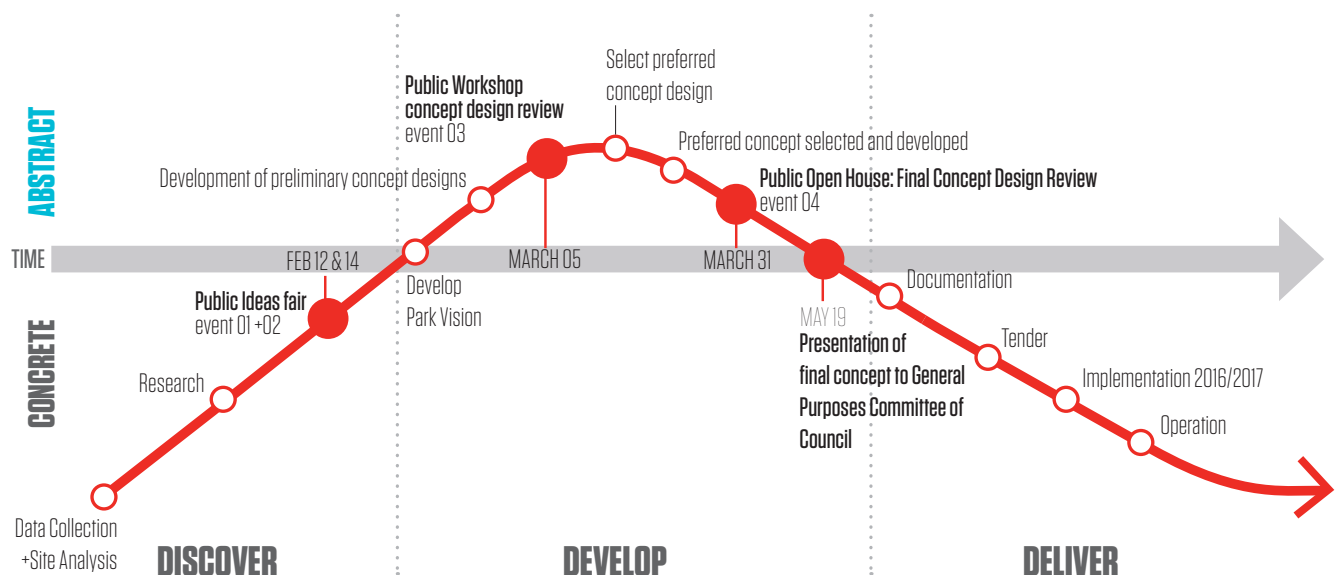 ABSTRACT
TIME
CONCRETE
Data Collection
+Site Analysis
Research
Public Ideas fair
event 01 +02
FEB 12 & 14
Develop
Park Vision
Development of preliminary concept designs
Public Workshop
concept design review
event 03
MARCH 05
Select preferred
concept design
Preferred concept selected and developed
Public Open House: Final Concept Design Review
event 04
MARCH 31
MAY 19
Presentation of
final concept to General
Purposes Committee of
Council
Documentation
Tender
Implementation 2016/2017
Operation
DISCOVER
DEVELOP
DELIVER